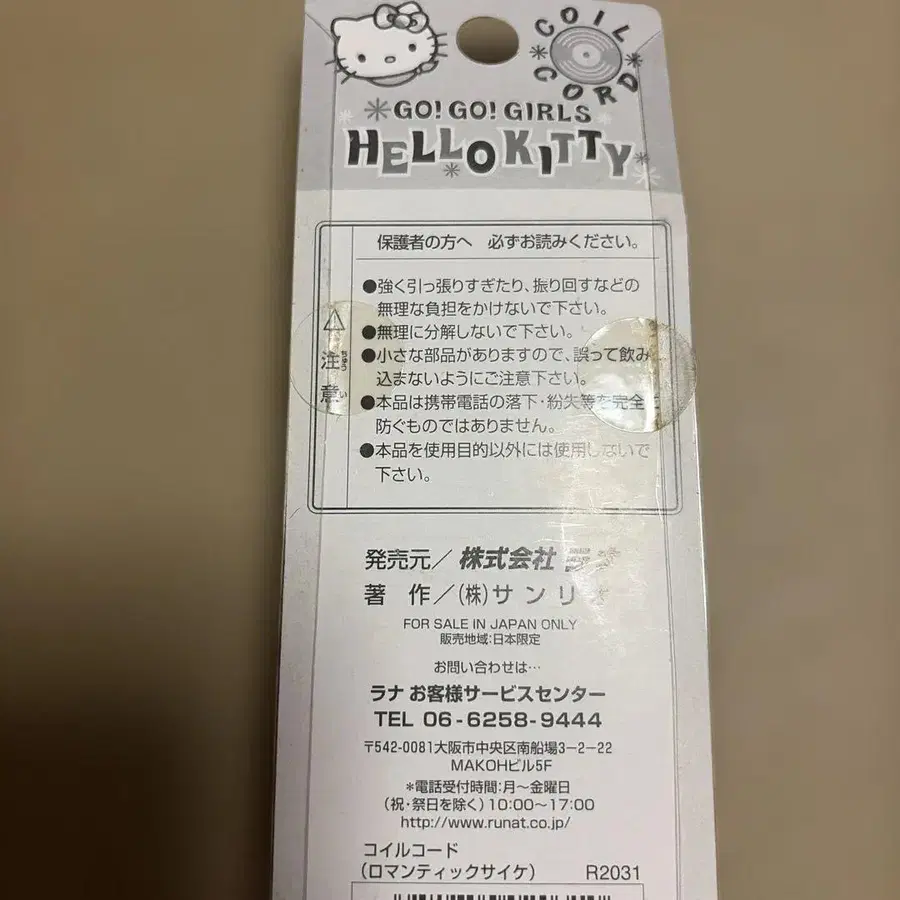 COIL CORD
GO! GO! GIRLS
HELLO KITTY
保護者の方へ 必ずお読みください。
⚠
注意
ちゅうい
●強く引っ張りすぎたり、振り回すなどの
無理な負担をかけないで下さい。
●無理に分解しないで下さい。
●小さな部品がありますので、誤って飲み
込まないようにご注意下さい。
●本品は携帯電話の落下・紛失等を完全に
防ぐものではありません。
●本品を使用目的以外には使用しないで
下さい。
発売元／株式会社
著 作／(株)サンリオ
FOR SALE IN JAPAN ONLY
販売地域:日本限定
お問い合わせは…
ラナ お客様サービスセンター
TEL 06-6258-9444
〒542-0081大阪市中央区南船場3-2-22
MAKOHビル5F
*電話受付時間:月〜金曜日
(祝・祭日を除く)10:00〜17:00
http://www.runat.co.jp/
コイルコード
(ロマンティックサイケ) R2031